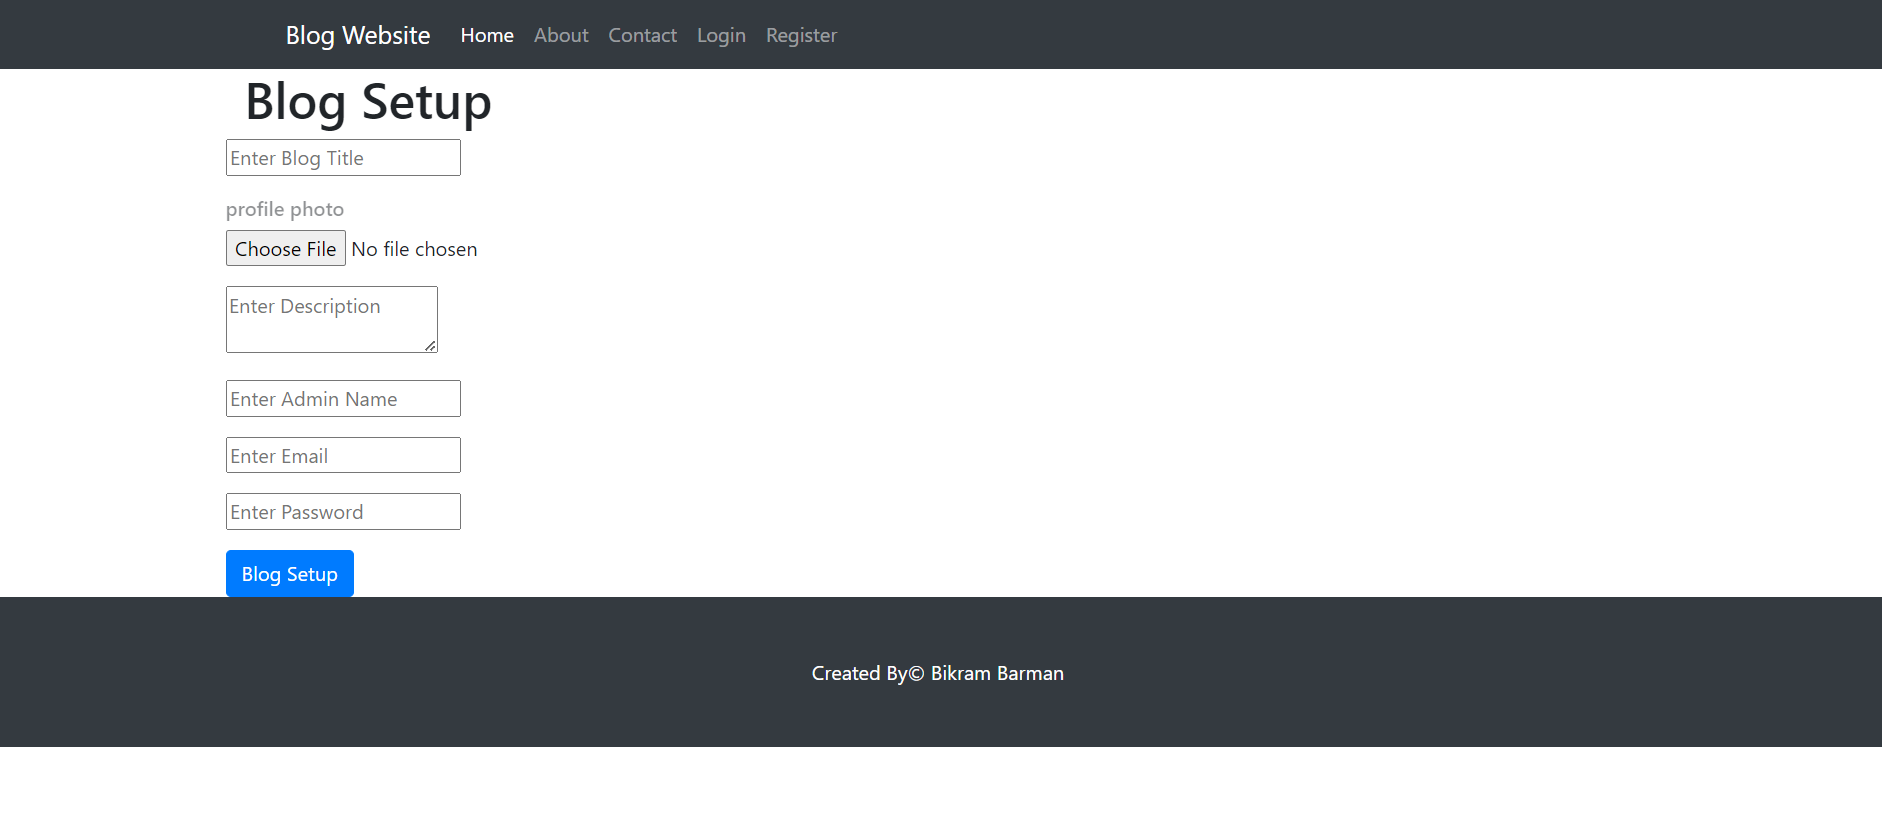 Blog Website Home About Contact Login Register
Blog Setup
Enter Blog Title
profile photo
Choose File No file chosen
Enter Description
Enter Admin Name
Enter Email
Enter Password
Blog Setup
Created By© Bikram Barman